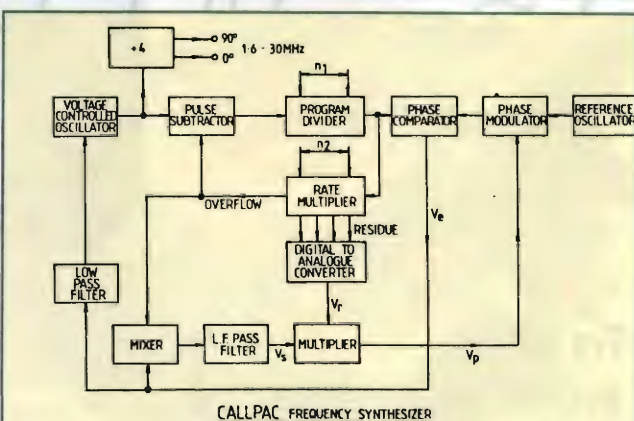 ÷4
90°
0°
1·6 - 30MHz
n1
VOLTAGE
CONTROLLED
OSCILLATOR
PULSE
SUBTRACTOR
PROGRAM
DIVIDER
PHASE
COMPARATOR
PHASE
MODULATOR
REFERENCE
OSCILLATOR
n2
RATE
MULTIPLIER
OVERFLOW
RESIDUE
Ve
DIGITAL TO
ANALOGUE
CONVERTER
LOW
PASS
FILTER
Vr
MIXER
L.F. PASS
FILTER
Vs
MULTIPLIER
Vp
CALLPAC FREQUENCY SYNTHESIZER